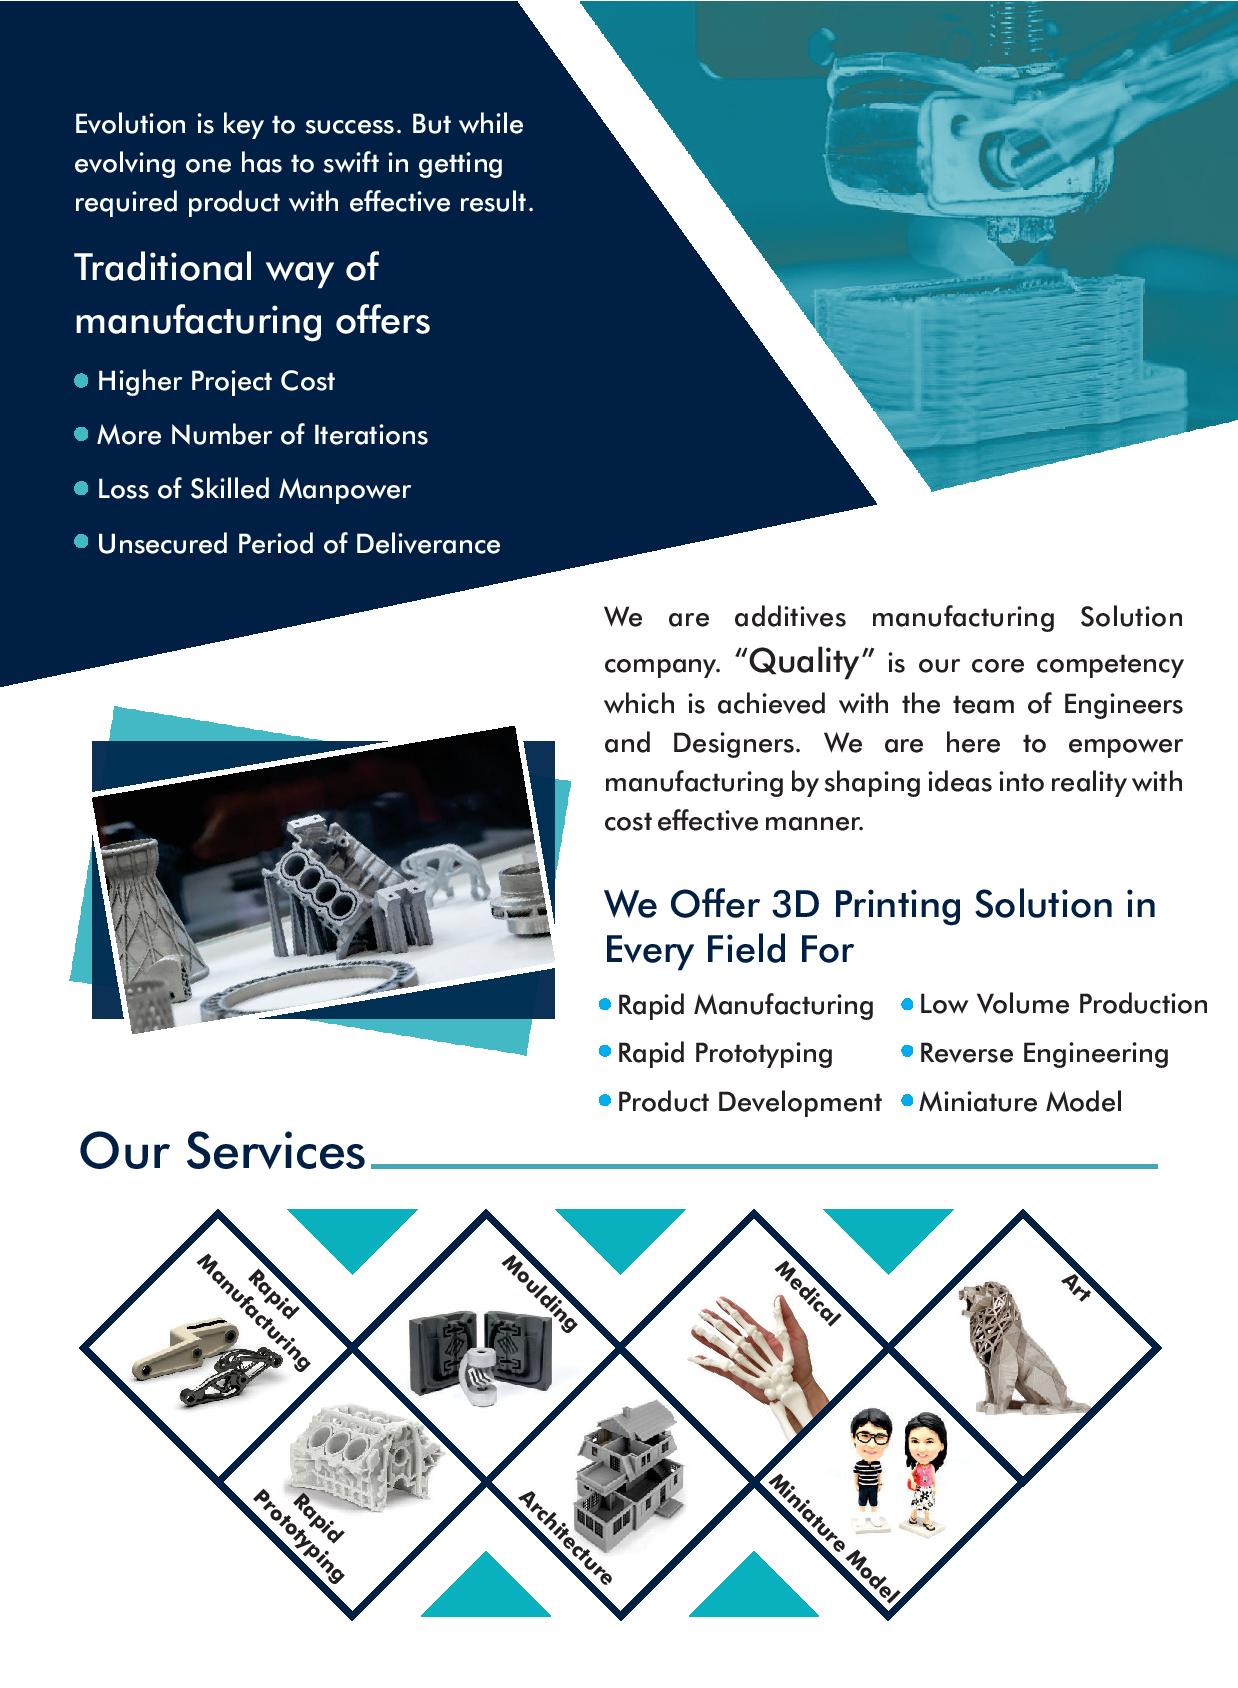 Evolution is key to success. But while
evolving one has to swift in getting
required product with effective result.
Traditional way of
manufacturing offers
Higher Project Cost
More Number of Iterations
Loss of Skilled Manpower
Unsecured Period of Deliverance
We are additives manufacturing Solution
company. “Quality” is our core competency
which is achieved with the team of Engineers
and Designers. We are here to empower
manufacturing by shaping ideas into reality with
cost effective manner.
We Offer 3D Printing Solution in
Every Field For
Rapid Manufacturing
Rapid Prototyping
Product Development
Low Volume Production
Reverse Engineering
Miniature Model
Our Services
Rapid
Manufacturing
Moulding
Medical
Art
Rapid
Prototyping
Architecture
Miniature Model